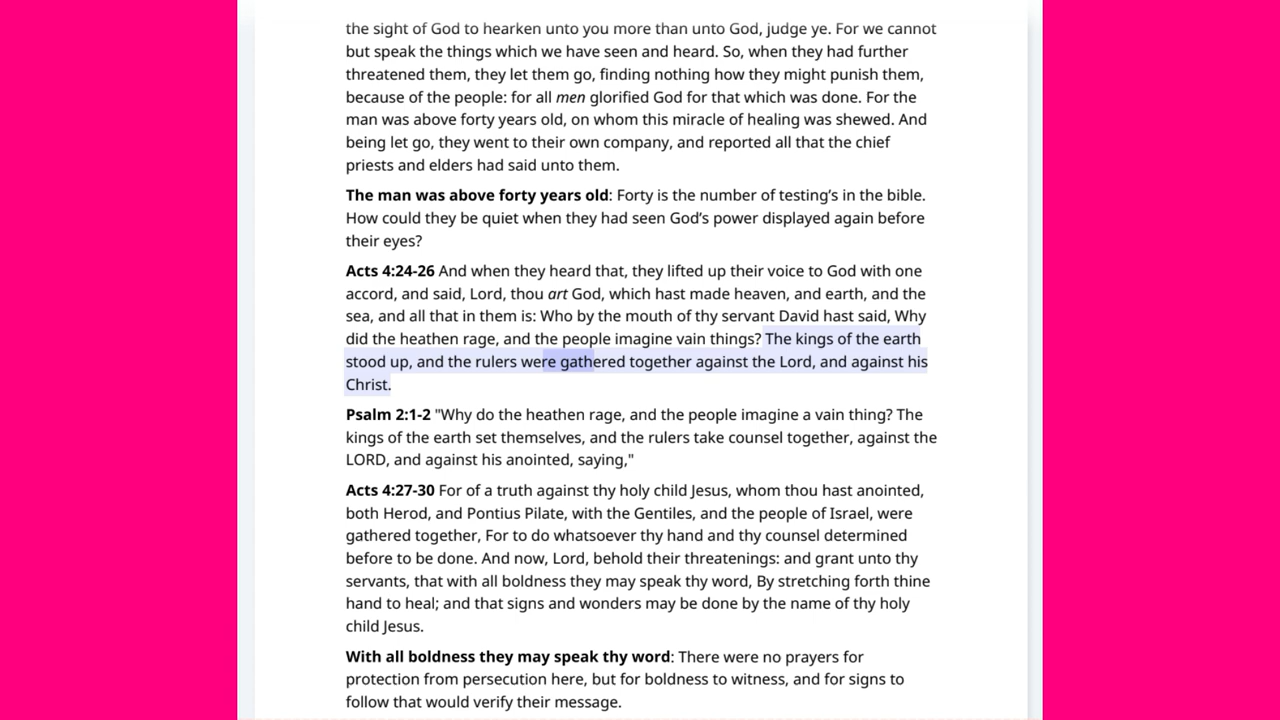 the sight of God to hearken unto you more than unto God, judge ye. For we cannot
but speak the things which we have seen and heard. So, when they had further
threatened them, they let them go, finding nothing how they might punish them,
because of the people: for all men glorified God for that which was done. For the
man was above forty years old, on whom this miracle of healing was shewed. And
being let go, they went to their own company, and reported all that the chief
priests and elders had said unto them.
The man was above forty years old: Forty is the number of testing’s in the bible.
How could they be quiet when they had seen God’s power displayed again before
their eyes?
Acts 4:24-26 And when they heard that, they lifted up their voice to God with one
accord, and said, Lord, thou art God, which hast made heaven, and earth, and the
sea, and all that in them is: Who by the mouth of thy servant David hast said, Why
did the heathen rage, and the people imagine vain things? The kings of the earth
stood up, and the rulers were gathered together against the Lord, and against his
Christ.
Psalm 2:1-2 "Why do the heathen rage, and the people imagine a vain thing? The
kings of the earth set themselves, and the rulers take counsel together, against the
LORD, and against his anointed, saying,"
Acts 4:27-30 For of a truth against thy holy child Jesus, whom thou hast anointed,
both Herod, and Pontius Pilate, with the Gentiles, and the people of Israel, were
gathered together, For to do whatsoever thy hand and thy counsel determined
before to be done. And now, Lord, behold their threatenings: and grant unto thy
servants, that with all boldness they may speak thy word, By stretching forth thine
hand to heal; and that signs and wonders may be done by the name of thy holy
child Jesus.
With all boldness they may speak thy word: There were no prayers for
protection from persecution here, but for boldness to witness, and for signs to
follow that would verify their message.